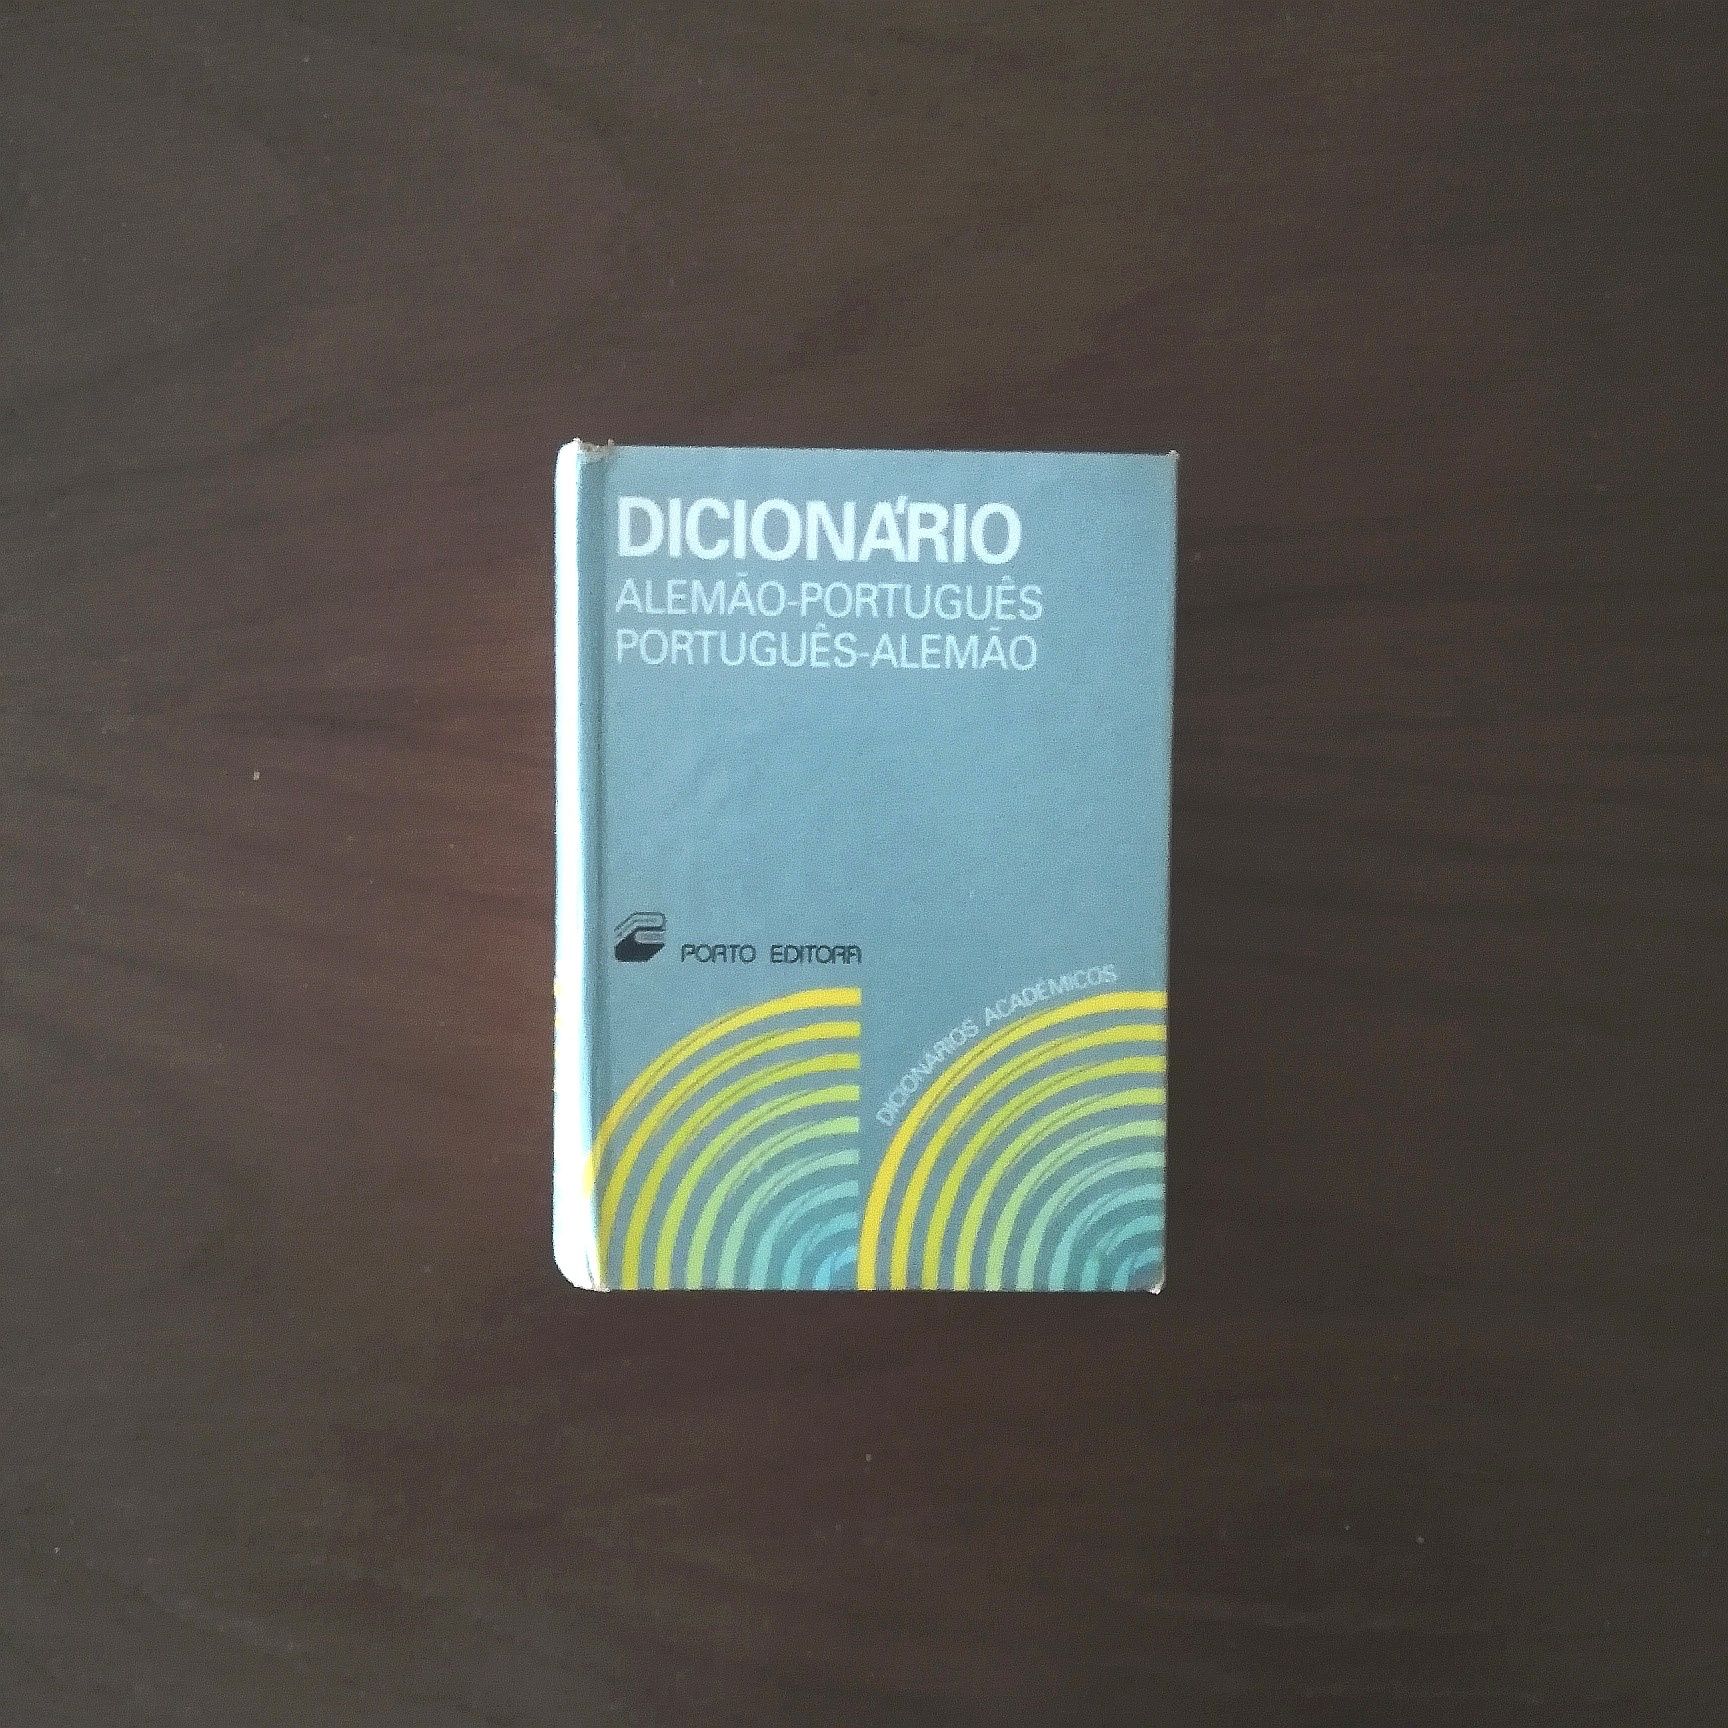 DICIONÁRIO
ALEMÃO-PORTUGUÊS
PORTUGUÊS-ALEMÃO
PORTO EDITORA
DICIONÁRIOS ACADÉMICOS